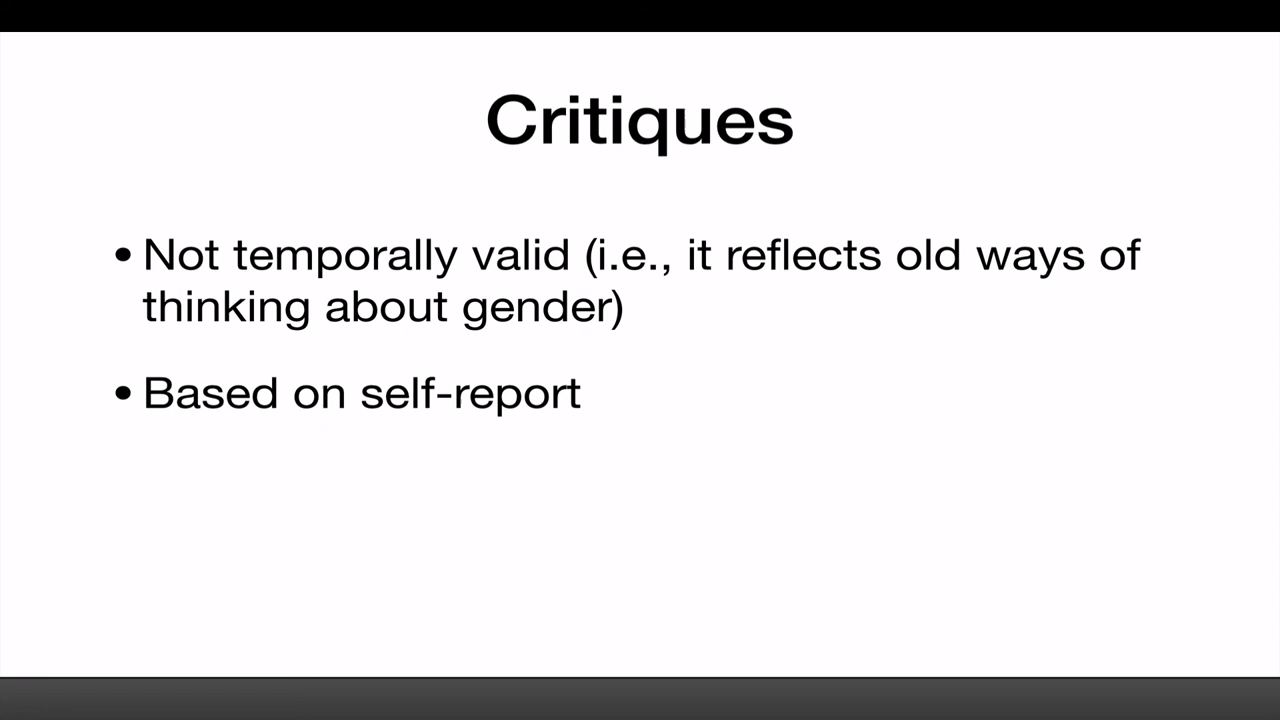 Critiques
• Not temporally valid (i.e., it reflects old ways of
thinking about gender)
• Based on self-report